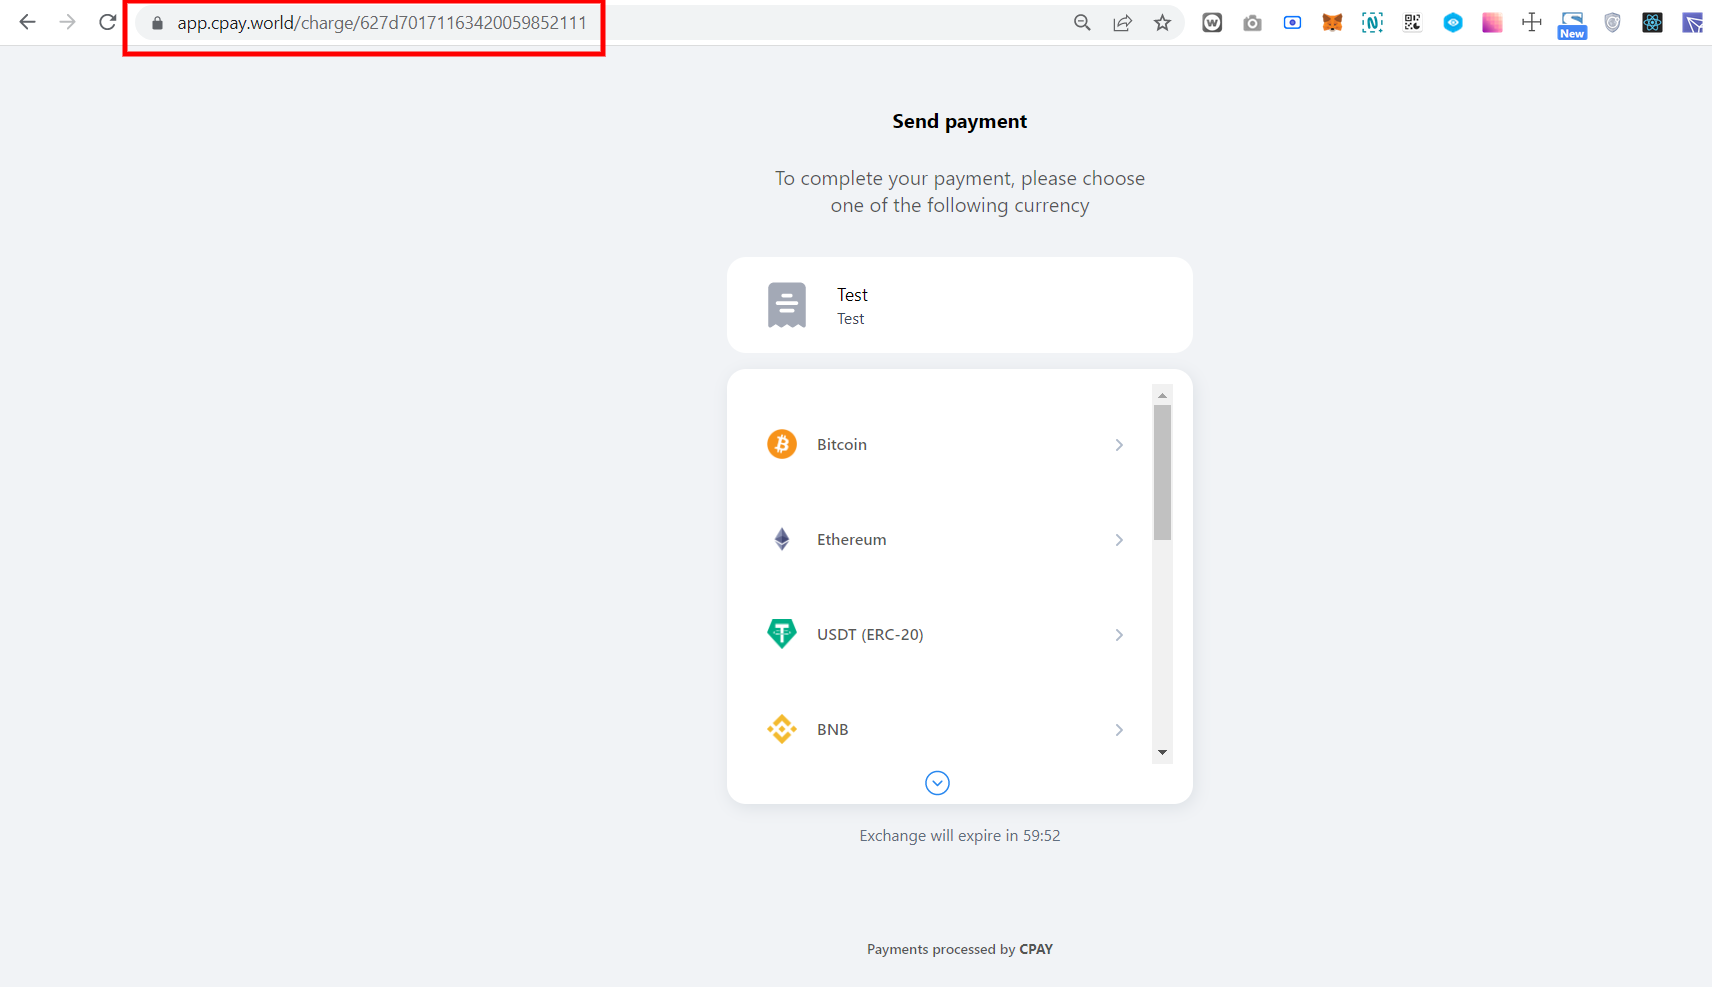 app.cpay.world/charge/627d70171163420059852111
New
Send payment
To complete your payment, please choose
one of the following currency
Test
Test
Bitcoin
Ethereum
USDT (ERC-20)
BNB
Exchange will expire in 59:52
Payments processed by CPAY